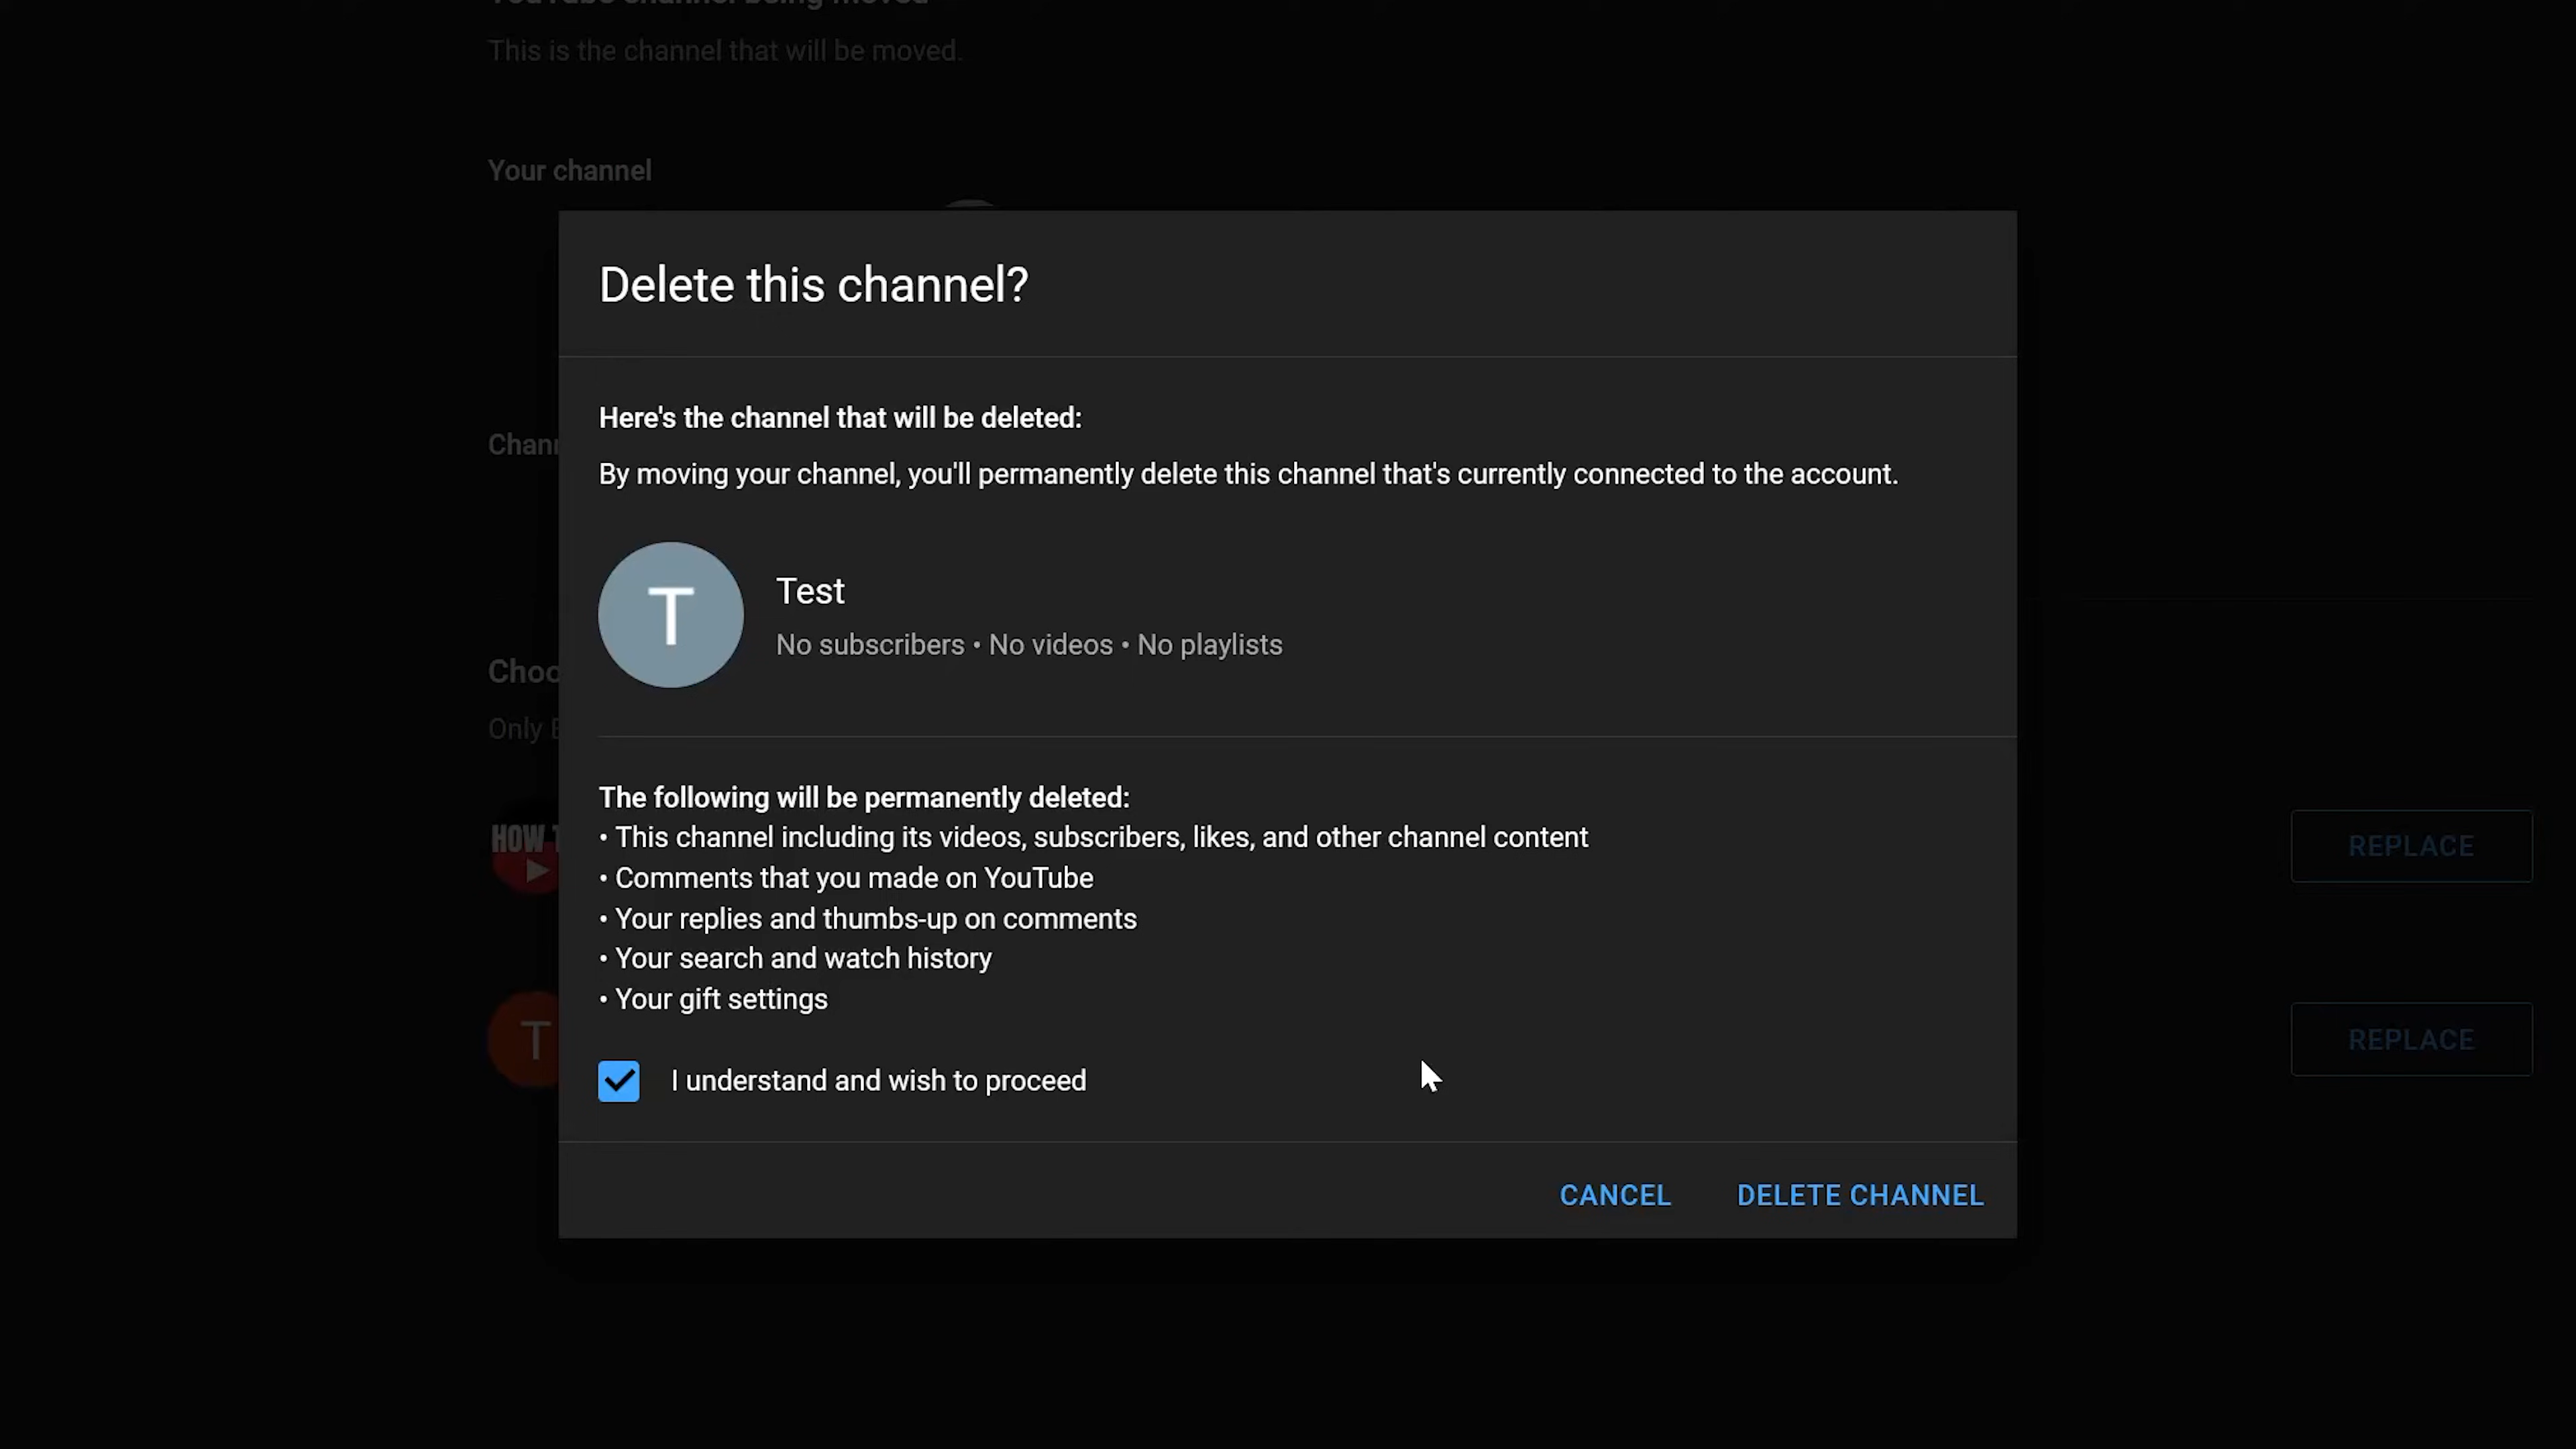 This is the channel that will be moved.
Your channel
Delete this channel?
Here's the channel that will be deleted:
By moving your channel, you'll permanently delete this channel that's currently connected to the account.
T
Test
No subscribers • No videos • No playlists
The following will be permanently deleted:
• This channel including its videos, subscribers, likes, and other channel content
• Comments that you made on YouTube
• Your replies and thumbs-up on comments
• Your search and watch history
• Your gift settings
I understand and wish to proceed
CANCEL DELETE CHANNEL
Only
HOW
REPLACE
T
REPLACE